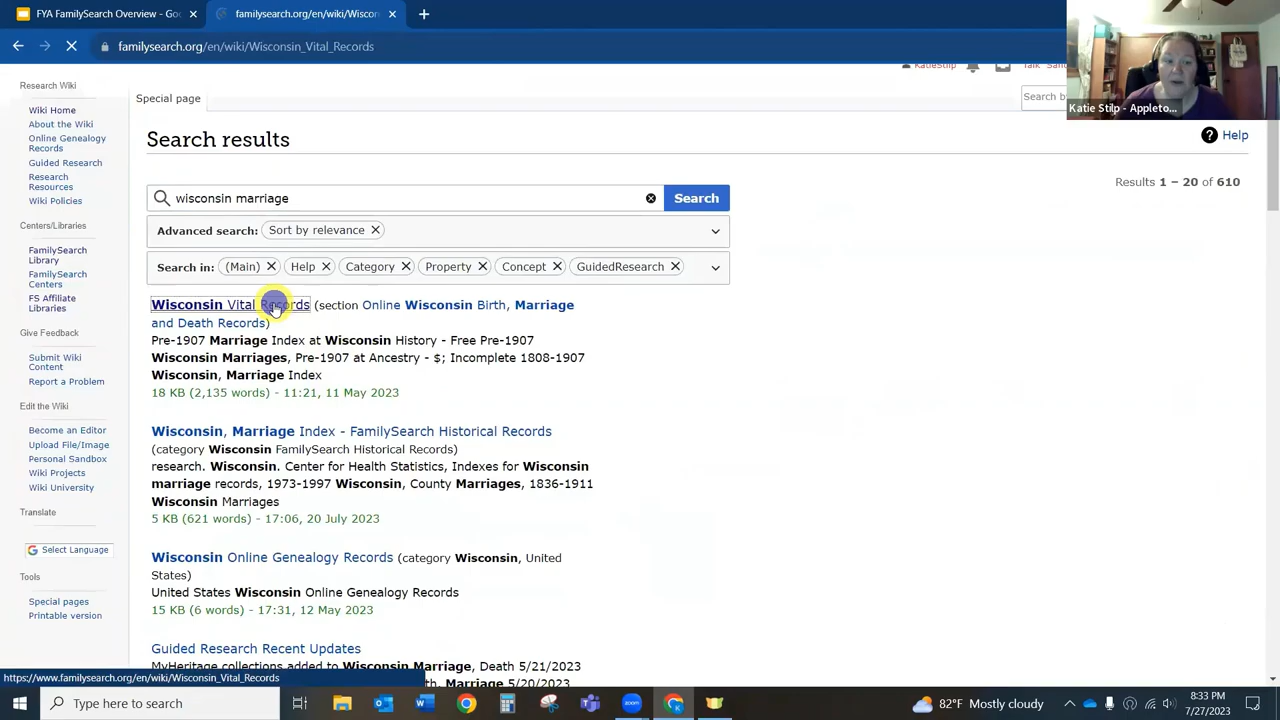 FYA FamilySearch Overview - Goo
familysearch.org/en/wiki/Wiscon
familysearch.org/en/wiki/Wisconsin_Vital_Records
Katie Stilp - Appleto...
KatieStilp
Talk
Research Wiki
Wiki Home
About the Wiki
Online Genealogy
Records
Guided Research
Research
Resources
Wiki Policies
Centers/Libraries
FamilySearch
Library
FamilySearch
Centers
FS Affiliate
Libraries
Give Feedback
Submit Wiki
Content
Report a Problem
Edit the Wiki
Become an Editor
Upload File/Image
Personal Sandbox
Wiki Projects
Wiki University
Translate
G Select Language
Tools
Special pages
Printable version
Special page
Search by
Search results
? Help
Results 1 – 20 of 610
wisconsin marriage
Search
Advanced search: Sort by relevance
Search in: (Main) Help Category Property Concept GuidedResearch
Wisconsin Vital Records (section Online Wisconsin Birth, Marriage
and Death Records)
Pre-1907 Marriage Index at Wisconsin History - Free Pre-1907
Wisconsin Marriages, Pre-1907 at Ancestry - $; Incomplete 1808-1907
Wisconsin, Marriage Index
18 KB (2,135 words) - 11:21, 11 May 2023
Wisconsin, Marriage Index - FamilySearch Historical Records
(category Wisconsin FamilySearch Historical Records)
research. Wisconsin. Center for Health Statistics, Indexes for Wisconsin
marriage records, 1973-1997 Wisconsin, County Marriages, 1836-1911
Wisconsin Marriages
5 KB (621 words) - 17:06, 20 July 2023
Wisconsin Online Genealogy Records (category Wisconsin, United
States)
United States Wisconsin Online Genealogy Records
15 KB (6 words) - 17:31, 12 May 2023
Guided Research Recent Updates
MyHeritage collections added to Wisconsin Marriage, Death 5/21/2023
Marriage 5/20/2023
https://www.familysearch.org/en/wiki/Wisconsin_Vital_Records
Type here to search
zoom
82°F Mostly cloudy
8:33 PM
7/27/2023